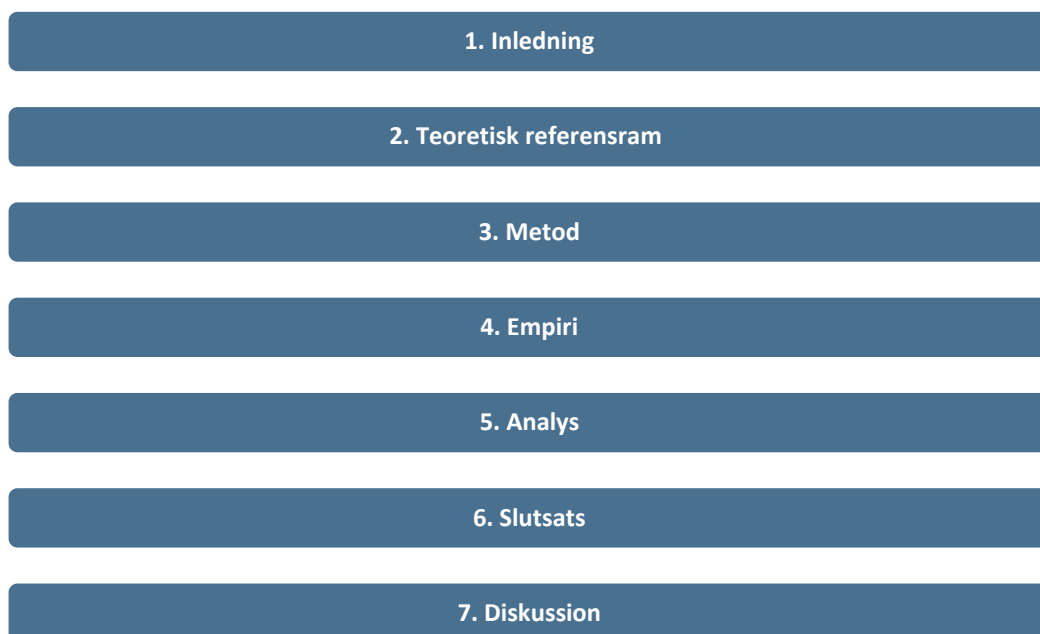 1. Inledning
2. Teoretisk referensram
3. Metod
4. Empiri
5. Analys
6. Slutsats
7. Diskussion